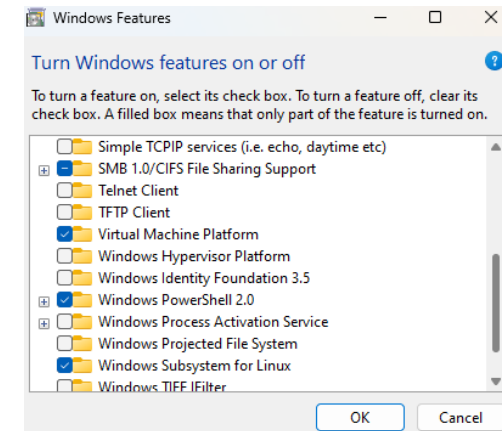 Windows Features
Turn Windows features on or off
?
To turn a feature on, select its check box. To turn a feature off, clear its
check box. A filled box means that only part of the feature is turned on.
Simple TCPIP services (i.e. echo, daytime etc)
SMB 1.0/CIFS File Sharing Support
Telnet Client
TFTP Client
Virtual Machine Platform
Windows Hypervisor Platform
Windows Identity Foundation 3.5
Windows PowerShell 2.0
Windows Process Activation Service
Windows Projected File System
Windows Subsystem for Linux
Windows TIFF IFilter
OK Cancel